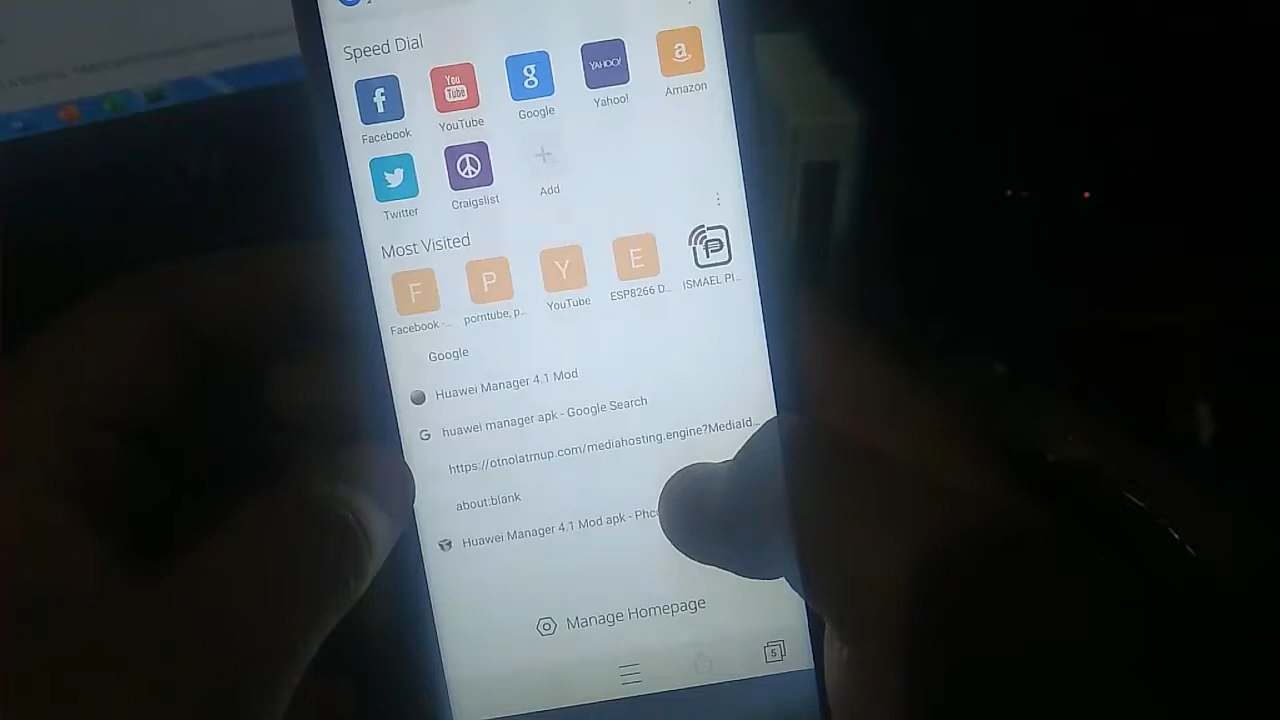 Speed Dial
f
You
Tube
g
YAHOO!
a
Facebook
YouTube
Google
Yahoo!
Amazon
Twitter
Craigslist
Add
Most Visited
F
P
Y
E
P
Facebook -...
porntube, p...
YouTube
ESP8266 D...
ISMAEL PI...
Google
Huawei Manager 4.1 Mod
G huawei manager apk - Google Search
https://otnolatrnup.com/mediahosting.engine?MediaId...
about:blank
Huawei Manager 4.1 Mod apk - Pho
Manage Homepage
5